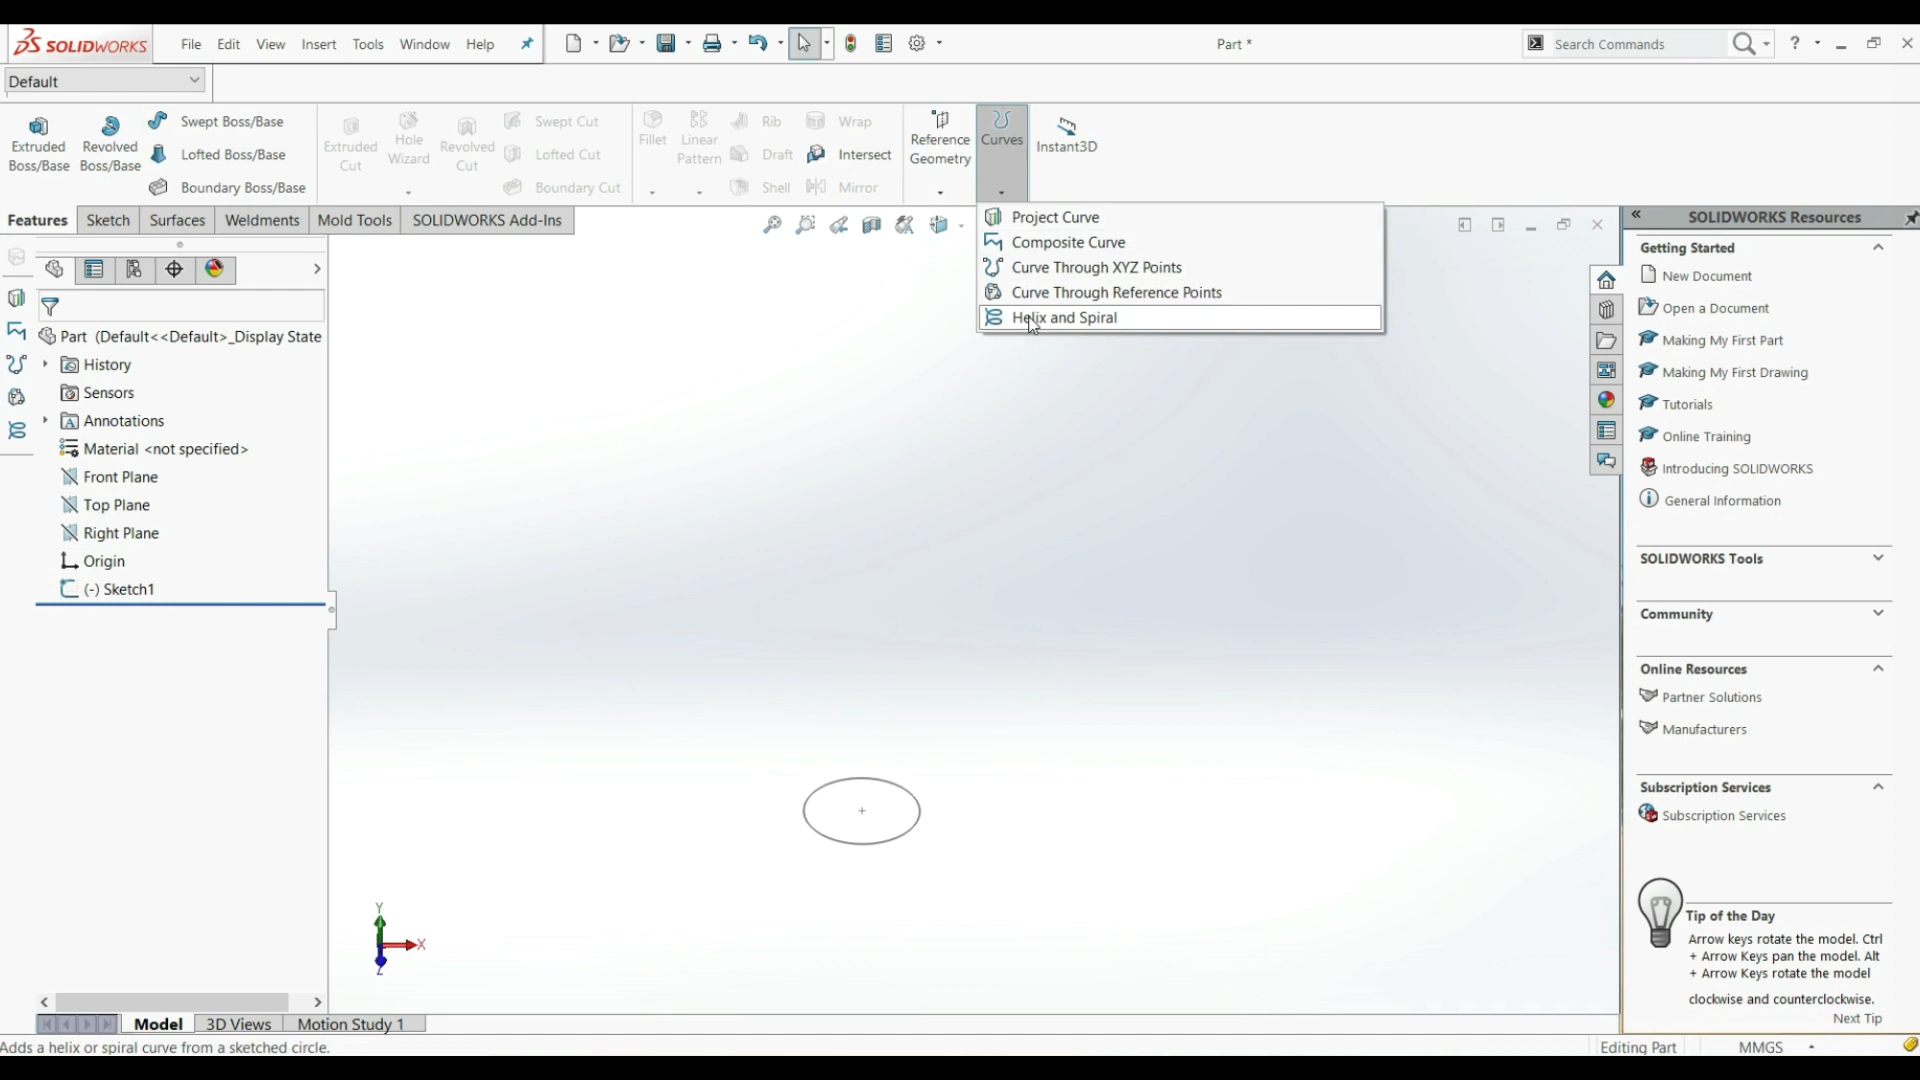 SOLIDWORKS File Edit View Insert Tools Window Help Part * Search Commands ?
Default
Extruded Boss/Base
Revolved Boss/Base
Swept Boss/Base
Lofted Boss/Base
Boundary Boss/Base
Extruded Cut
Hole Wizard
Revolved Cut
Swept Cut
Lofted Cut
Boundary Cut
Fillet
Linear Pattern
Rib
Draft
Shell
Wrap
Intersect
Mirror
Reference Geometry
Curves
Instant3D
Features Sketch Surfaces Weldments Mold Tools SOLIDWORKS Add-Ins
Project Curve
Composite Curve
Curve Through XYZ Points
Curve Through Reference Points
Helix and Spiral
Part (Default<<Default>_Display State
History
Sensors
Annotations
Material <not specified>
Front Plane
Top Plane
Right Plane
Origin
(-) Sketch1
Y
X
Z
SOLIDWORKS Resources
Getting Started
New Document
Open a Document
Making My First Part
Making My First Drawing
Tutorials
Online Training
Introducing SOLIDWORKS
General Information
SOLIDWORKS Tools
Community
Online Resources
Partner Solutions
Manufacturers
Subscription Services
Subscription Services
Tip of the Day
Arrow keys rotate the model. Ctrl
+ Arrow Keys pan the model. Alt
+ Arrow Keys rotate the model
clockwise and counterclockwise.
Next Tip
Model 3D Views Motion Study 1
Adds a helix or spiral curve from a sketched circle. Editing Part MMGS